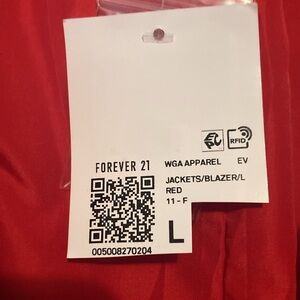 RFID
FOREVER 21
WGA APPAREL EV
JACKETS/BLAZER/L
RED
11 - F
L
005008270204